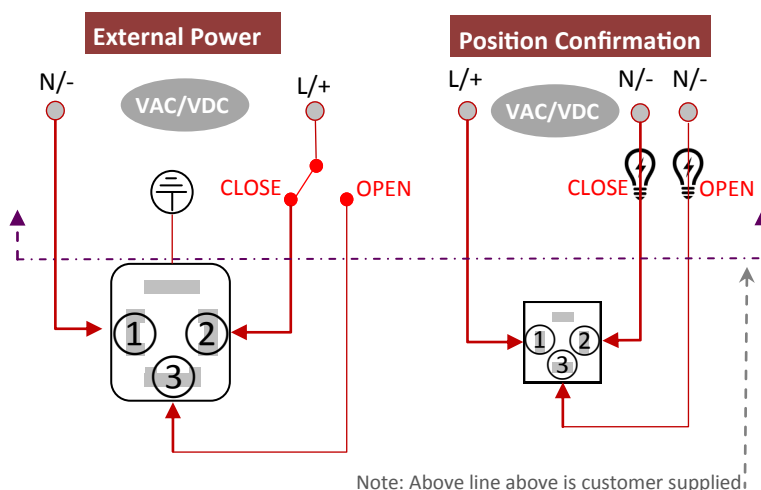 External Power
Position Confirmation
N/-
VAC/VDC
L/+
L/+
VAC/VDC
N/-
N/-
CLOSE
OPEN
CLOSE
OPEN
1
2
3
1
2
3
Note: Above line above is customer supplied